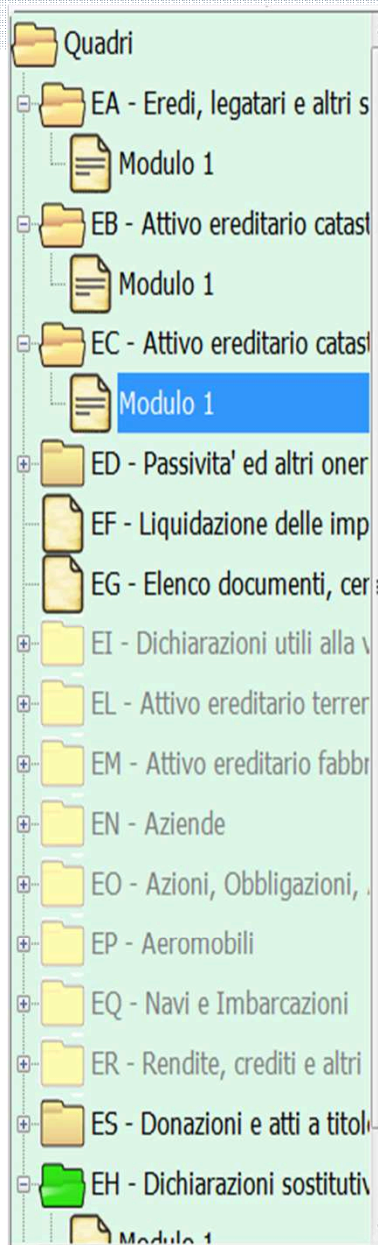 Quadri
EA - Eredi, legatari e altri s
Modulo 1
EB - Attivo ereditario catast
Modulo 1
EC - Attivo ereditario catast
Modulo 1
ED - Passivita' ed altri oner
EF - Liquidazione delle imp
EG - Elenco documenti, cer
EI - Dichiarazioni utili alla v
EL - Attivo ereditario terrer
EM - Attivo ereditario fabbr
EN - Aziende
EO - Azioni, Obbligazioni,
EP - Aeromobili
EQ - Navi e Imbarcazioni
ER - Rendite, crediti e altri
ES - Donazioni e atti a titol
EH - Dichiarazioni sostitutiv
Modulo 1